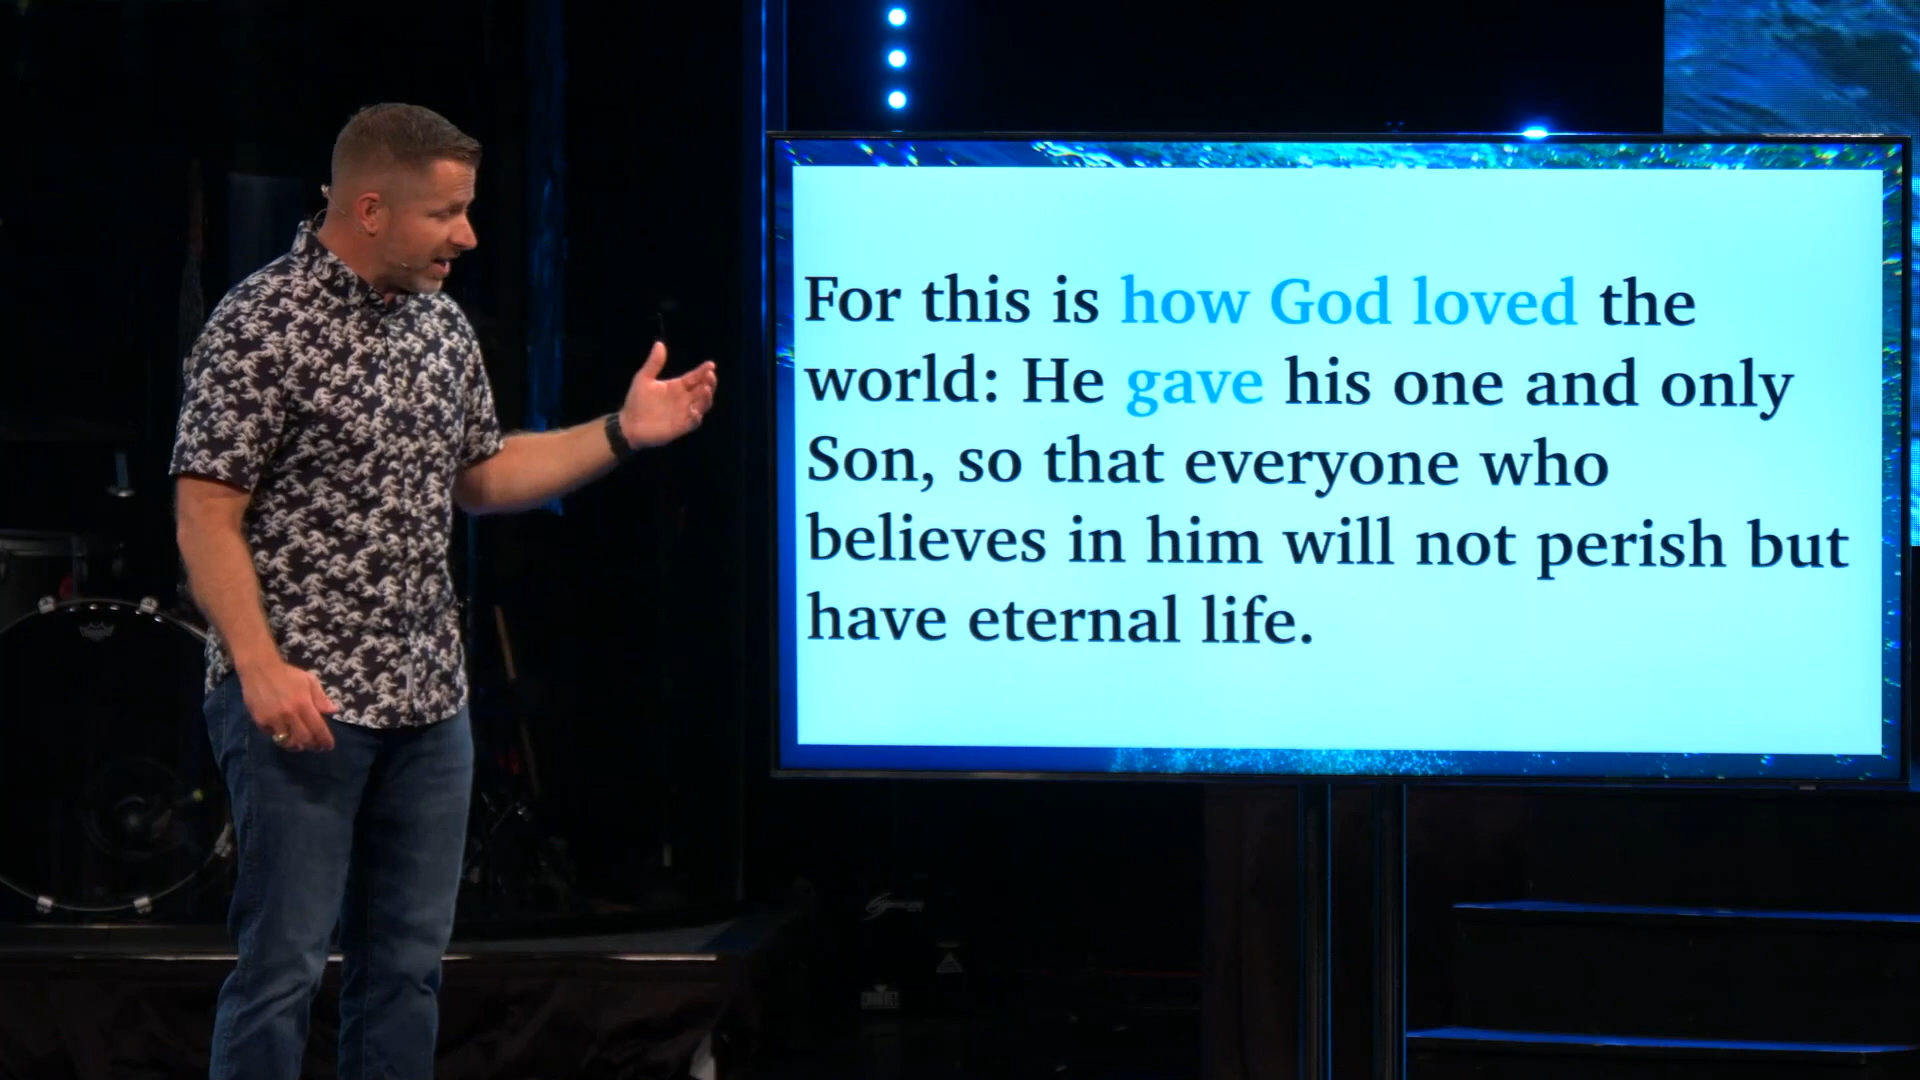 For this is how God loved the
world: He gave his one and only
Son, so that everyone who
believes in him will not perish but
have eternal life.